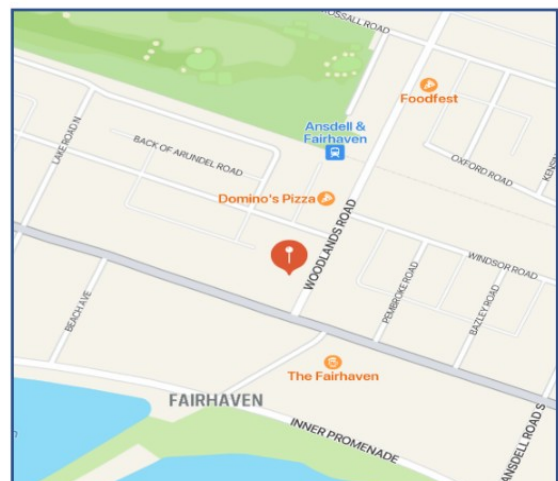 ROSSALL ROAD
Foodfest
Ansdell &
Fairhaven
LAKE ROAD N
BACK OF ARUNDEL ROAD
OXFORD ROAD
Domino's Pizza
WOODLANDS ROAD
WINDSOR ROAD
PEMBROKE ROAD
BAZLEY ROAD
BEACH AVE
The Fairhaven
FAIRHAVEN
INNER PROMENADE
ANSDELL ROAD S